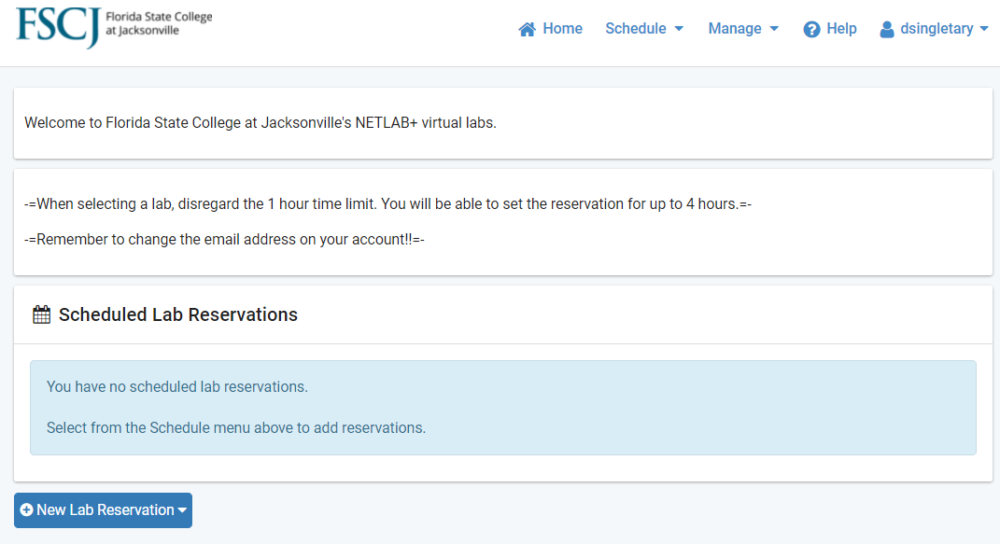 FSCJ
Florida State College
at Jacksonville
Home
Schedule
Manage
Help
dsingletary
Welcome to Florida State College at Jacksonville's NETLAB+ virtual labs.
-=When selecting a lab, disregard the 1 hour time limit. You will be able to set the reservation for up to 4 hours.=-
-=Remember to change the email address on your account!!=-
Scheduled Lab Reservations
You have no scheduled lab reservations.
Select from the Schedule menu above to add reservations.
New Lab Reservation